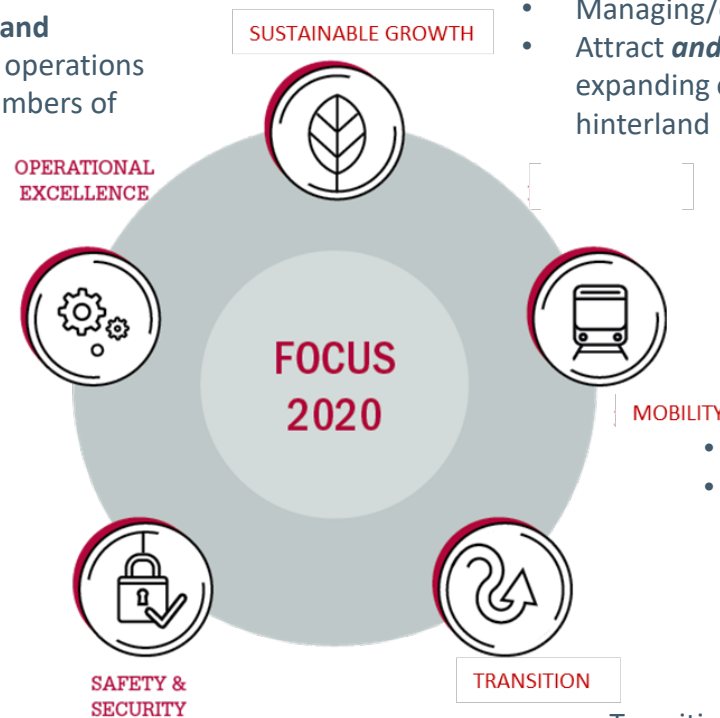 and
operations
mbers of
SUSTAINABLE GROWTH
• Managing/
• Attract and
expanding
hinterland
OPERATIONAL
EXCELLENCE
FOCUS
2020
MOBILITY
•
•
SAFETY &
SECURITY
TRANSITION
Transiti